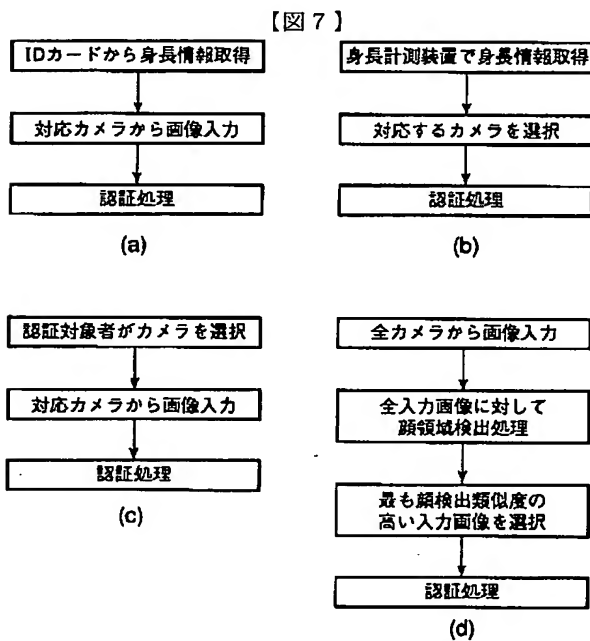 【図7】
IDカードから身長情報取得
対応カメラから画像入力
認証処理
(a)
身長計測装置で身長情報取得
対応するカメラを選択
認証処理
(b)
認証対象者がカメラを選択
対応カメラから画像入力
認証処理
(c)
全カメラから画像入力
全入力画像に対して
顔領域検出処理
最も顔検出類似度の
高い入力画像を選択
認証処理
(d)